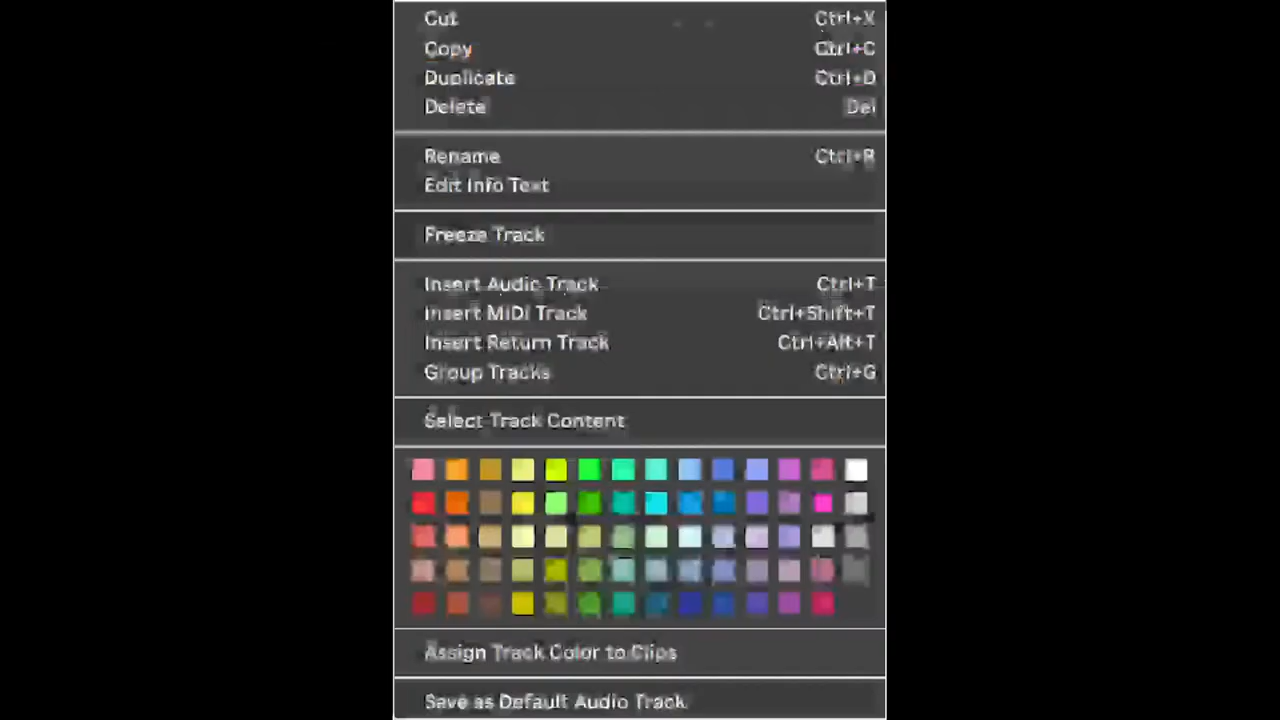 Cut Ctrl+X
Copy Ctrl+C
Duplicate Ctrl+D
Delete Del
Rename Ctrl+R
Edit Info Text
Freeze Track
Insert Audio Track Ctrl+T
Insert MIDI Track Ctrl+Shift+T
Insert Return Track Ctrl+Alt+T
Group Tracks Ctrl+G
Select Track Content
Assign Track Color to Clips
Save as Default Audio Track